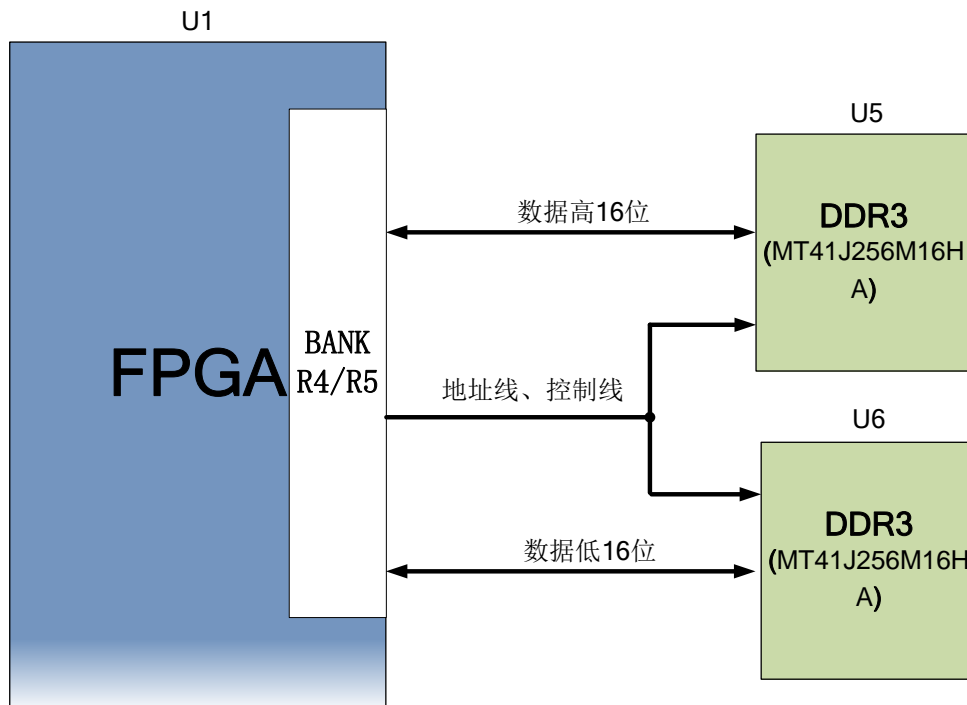 U1
FPGA
BANK
R4/R5
数据高16位
地址线、控制线
数据低16位
U5
DDR3
(MT41J256M16H
A)
U6
DDR3
(MT41J256M16H
A)